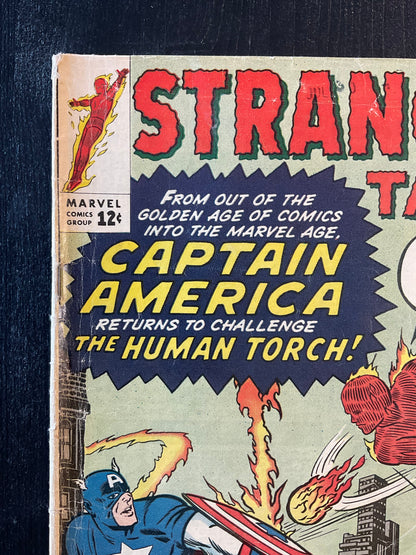 STRAN
TA
MARVEL
COMICS
GROUP 12¢
FROM OUT OF THE
GOLDEN AGE OF COMICS
INTO THE MARVEL AGE,
CAPTAIN
AMERICA
RETURNS TO CHALLENGE
THE HUMAN TORCH!
A